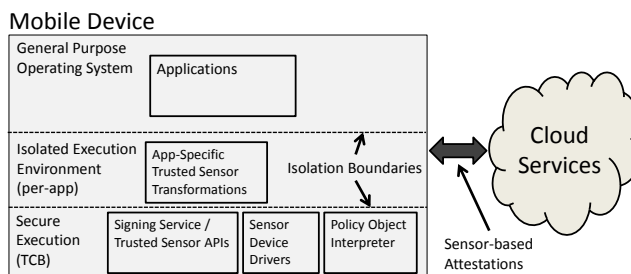 Mobile Device
General Purpose
Operating System
Applications
Isolated Execution
Environment
(per-app)
App-Specific
Trusted Sensor
Transformations
Isolation Boundaries
Secure
Execution
(TCB)
Signing Service /
Trusted Sensor APIs
Sensor
Device
Drivers
Policy Object
Interpreter
Cloud
Services
Sensor-based
Attestations